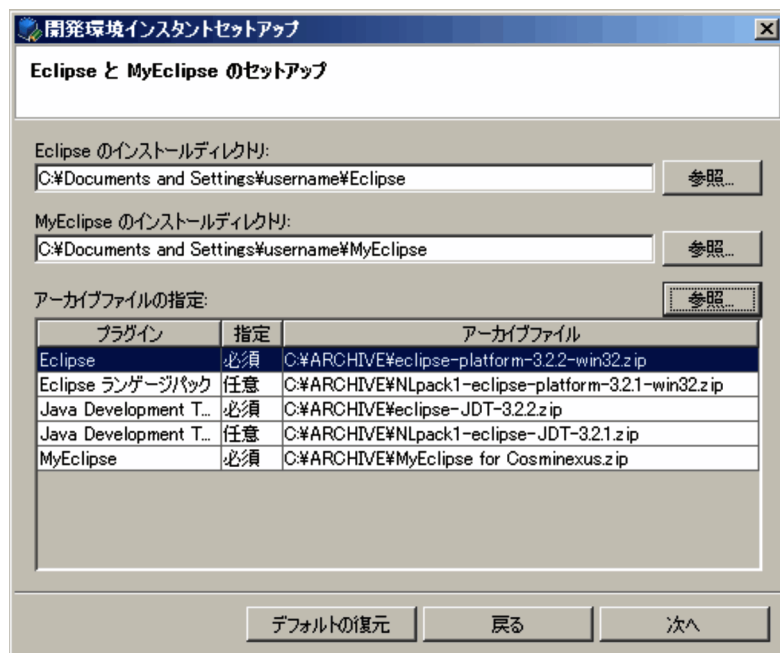 開発環境インスタントセットアップ
Eclipse と MyEclipse のセットアップ
Eclipse のインストールディレクトリ:
C:¥Documents and Settings¥username¥Eclipse 参照...
MyEclipse のインストールディレクトリ:
C:¥Documents and Settings¥username¥MyEclipse 参照...
アーカイブファイルの指定: 参照...
プラグイン 指定 アーカイブファイル
Eclipse 必須 C:¥ARCHIVE¥eclipse-platform-3.2.2-win32.zip
Eclipse ランゲージパック 任意 C:¥ARCHIVE¥NLpack1-eclipse-platform-3.2.1-win32.zip
Java Development T... 必須 C:¥ARCHIVE¥eclipse-JDT-3.2.2.zip
Java Development T... 任意 C:¥ARCHIVE¥NLpack1-eclipse-JDT-3.2.1.zip
MyEclipse 必須 C:¥ARCHIVE¥MyEclipse for Cosminexus.zip
デフォルトの復元 戻る 次へ